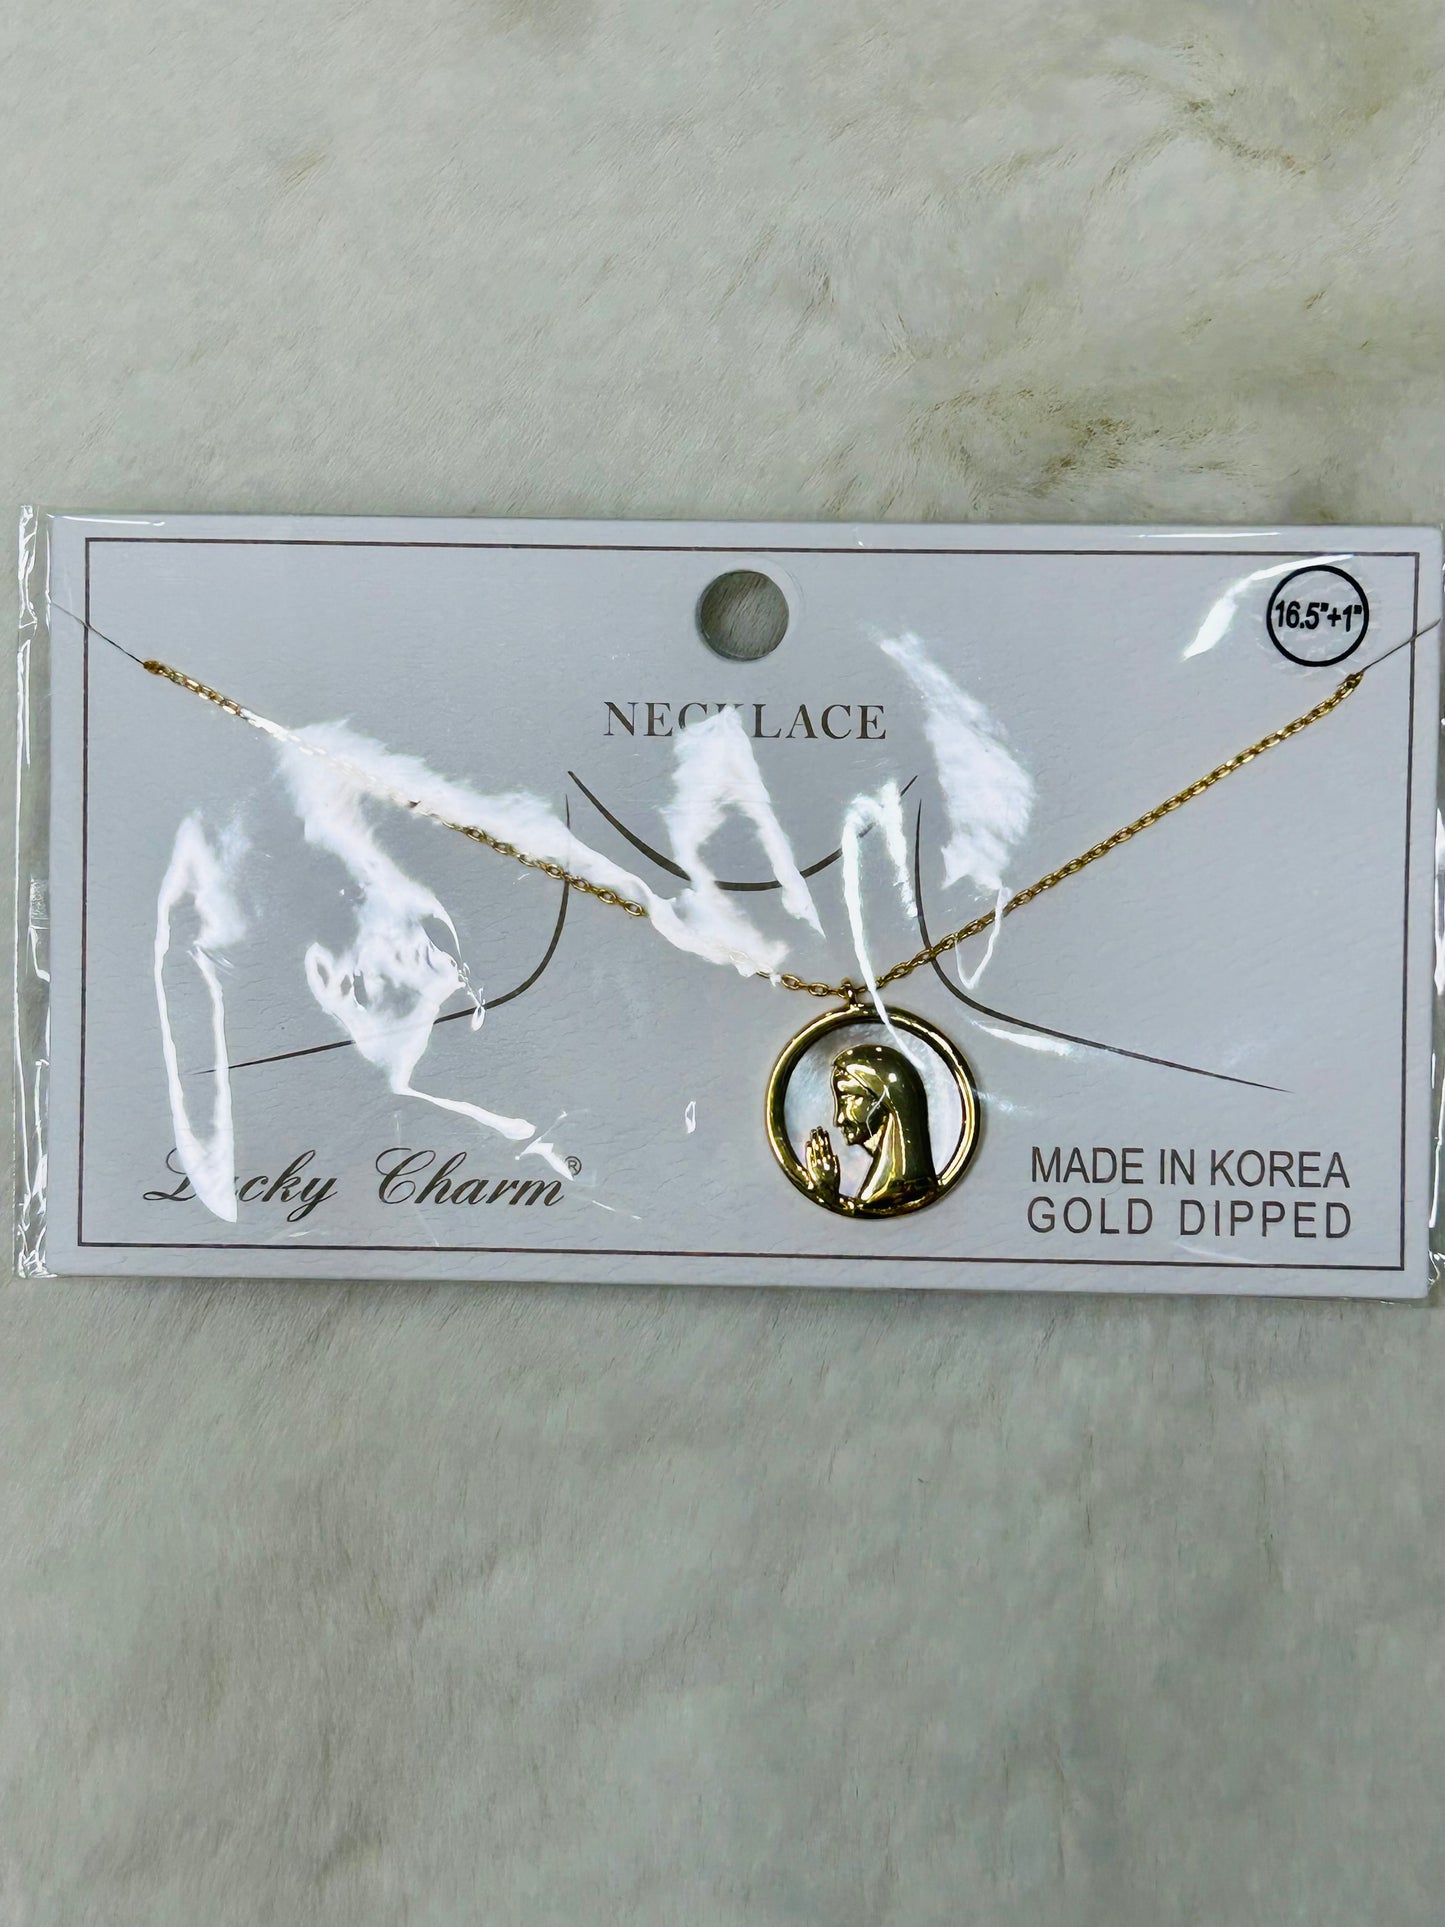 16.5"+1"
NECKLACE
Lucky Charm®
MADE IN KOREA
GOLD DIPPED